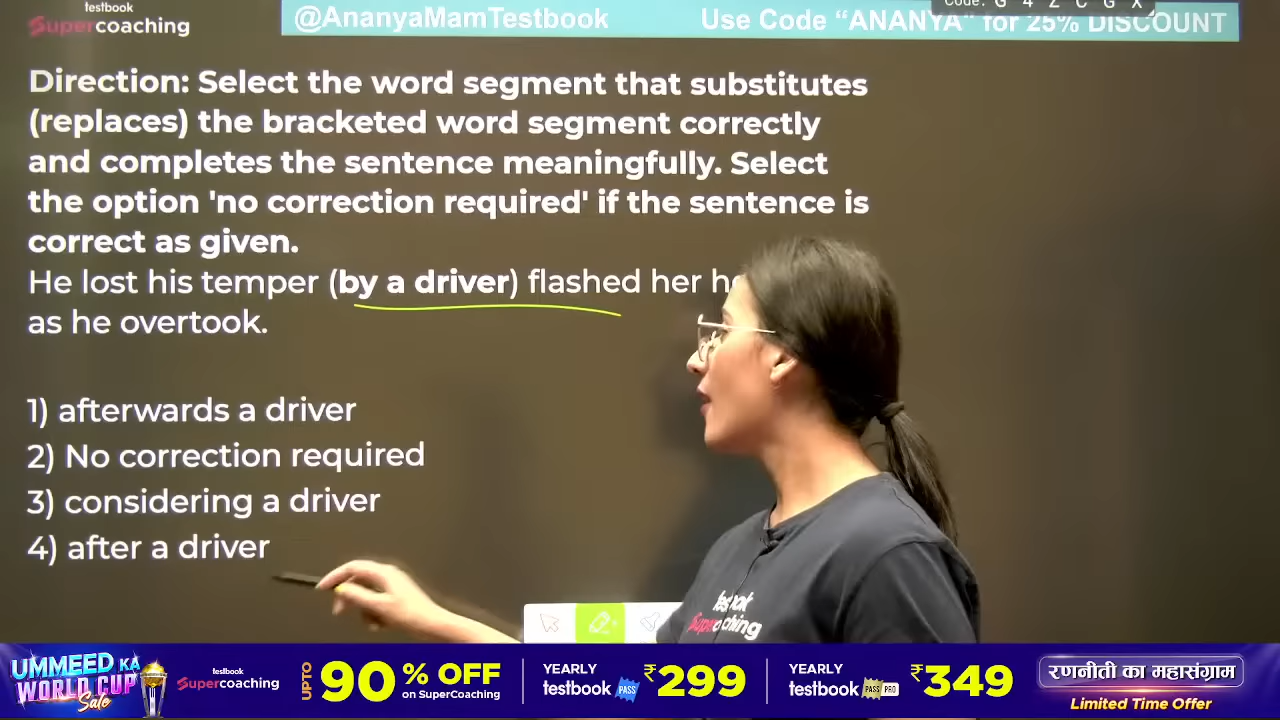 testbook
Supercoaching
@AnanyaMamTestbook
Use Code “ANANYA” for 25% DISCOUNT
Code: G 4 Z C G X
Direction: Select the word segment that substitutes
(replaces) the bracketed word segment correctly
and completes the sentence meaningfully. Select
the option 'no correction required' if the sentence is
correct as given.
He lost his temper (by a driver) flashed her
as he overtook.
1) afterwards a driver
2) No correction required
3) considering a driver
4) after a driver
testbook
Supercoaching
UMMEED KA
WORLD CUP
Sale
testbook
Supercoaching
UPTO
90% OFF
on SuperCoaching
YEARLY
testbook PASS
₹299
YEARLY
testbook PASS PRO
₹349
रणनीती का महासंग्राम
Limited Time Offer